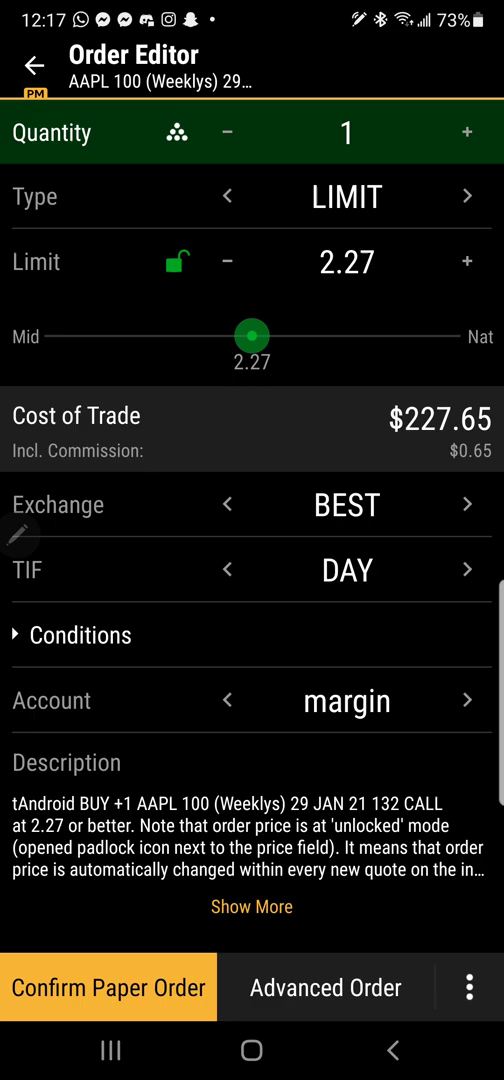 12:17 73%
Order Editor
AAPL 100 (Weeklys) 29...
PM
Quantity - 1 +
Type < LIMIT >
Limit - 2.27 +
Mid Nat
2.27
Cost of Trade $227.65
Incl. Commission: $0.65
Exchange < BEST >
TIF < DAY >
Conditions
Account < margin >
Description
tAndroid BUY +1 AAPL 100 (Weeklys) 29 JAN 21 132 CALL
at 2.27 or better. Note that order price is at 'unlocked' mode
(opened padlock icon next to the price field). It means that order
price is automatically changed within every new quote on the in...
Show More
Confirm Paper Order Advanced Order